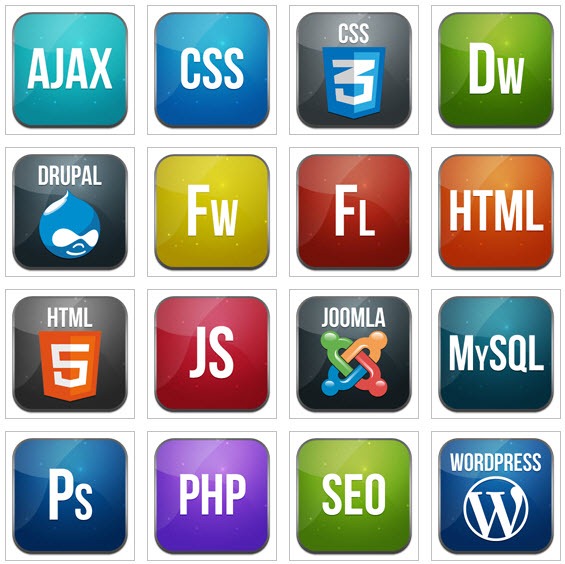 AJAX
CSS
CSS
3
Dw
DRUPAL
Fw
FL
HTML
HTML
5
JS
JOOMLA
MySQL
Ps
PHP
SEO
WORDPRESS
W